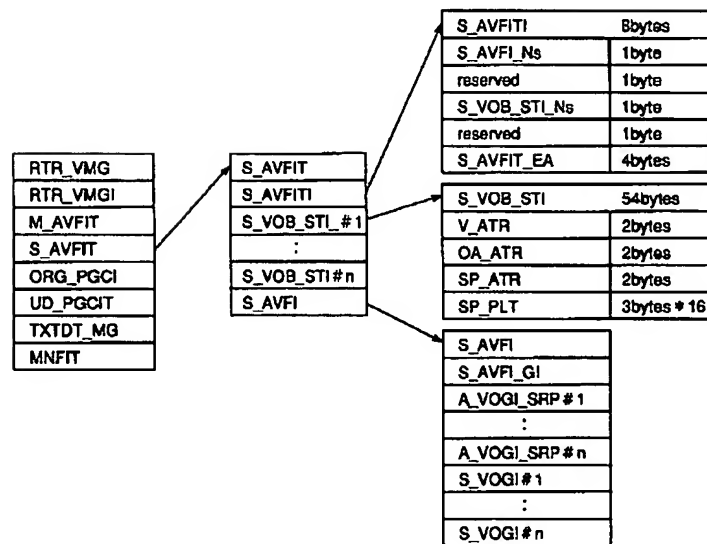 RTR_VMG
RTR_VMGI
M_AVFIT
S_AVFIT
ORG_PGCI
UD_PGCIT
TXTDT_MG
MNFIT
S_AVFIT
S_AVFITI
S_VOB_STI_#1
:
S_VOB_STI#n
S_AVFI
S_AVFITI 8bytes
S_AVFI_Ns 1byte
reserved 1byte
S_VOB_STI_Ns 1byte
reserved 1byte
S_AVFIT_EA 4bytes
S_VOB_STI 54bytes
V_ATR 2bytes
OA_ATR 2bytes
SP_ATR 2bytes
SP_PLT 3bytes*16
S_AVFI
S_AVFI_GI
A_VOGI_SRP#1
:
A_VOGI_SRP#n
S_VOGI#1
:
S_VOGI#n